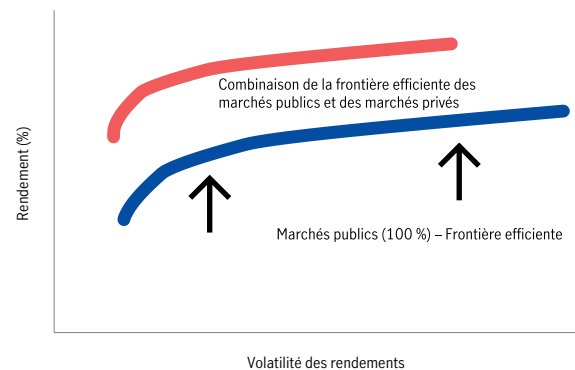 Combinaison de la frontière efficiente des
marchés publics et des marchés privés
Rendement (%)
Marchés publics (100 %) – Frontière efficiente
Volatilité des rendements